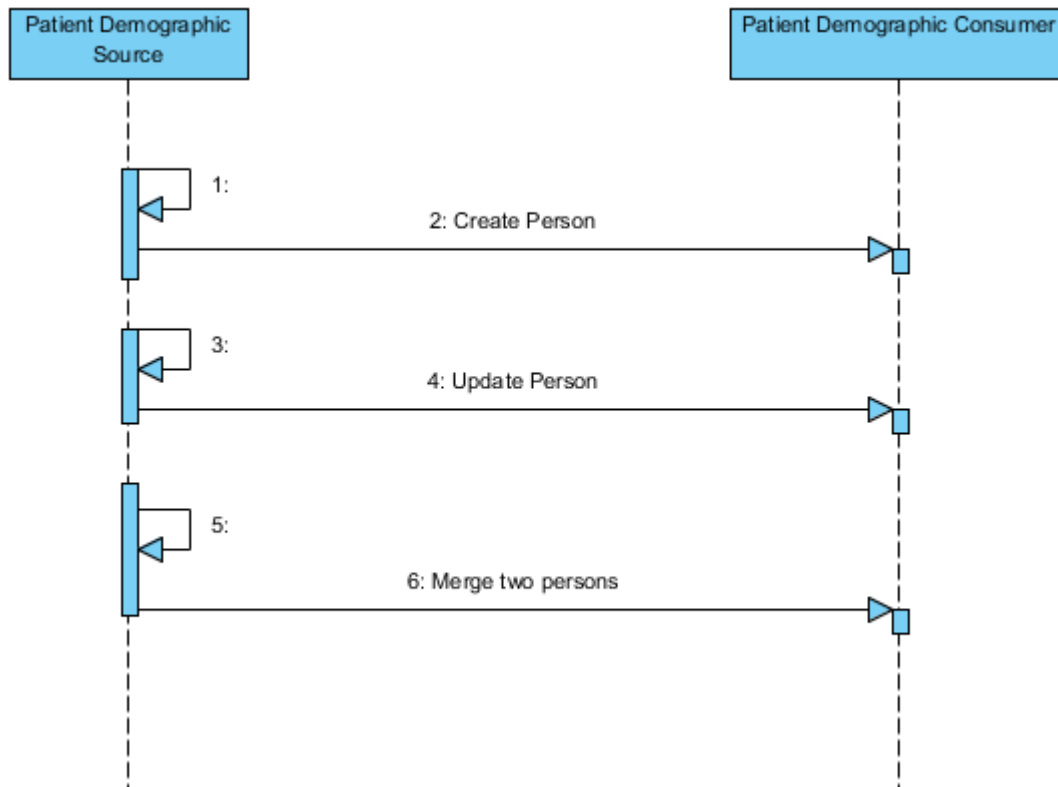 Patient Demographic
Source
Patient Demographic Consumer
1:
2: Create Person
3:
4: Update Person
5:
6: Merge two persons